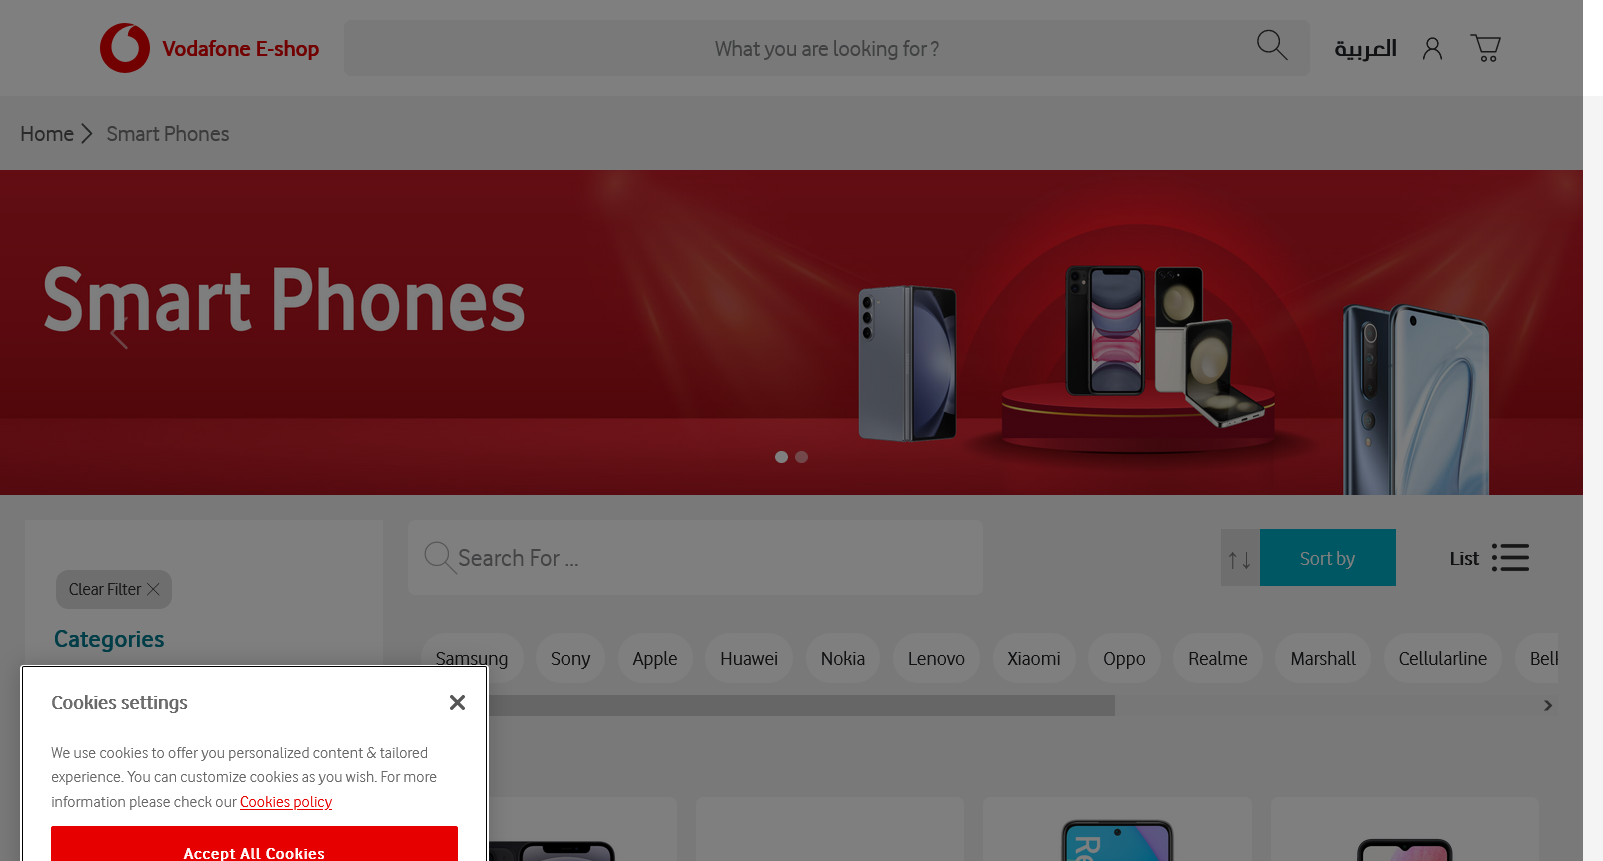 Vodafone E-shop
What you are looking for ?
العربية
Home
Smart Phones
Smart Phones
Search For ...
Sort by
List
Clear Filter
Categories
Samsung
Sony
Apple
Huawei
Nokia
Lenovo
Xiaomi
Oppo
Realme
Marshall
Cellularline
Cookies settings
We use cookies to offer you personalized content & tailored
experience. You can customize cookies as you wish. For more
information please check our Cookies policy
Accept All Cookies